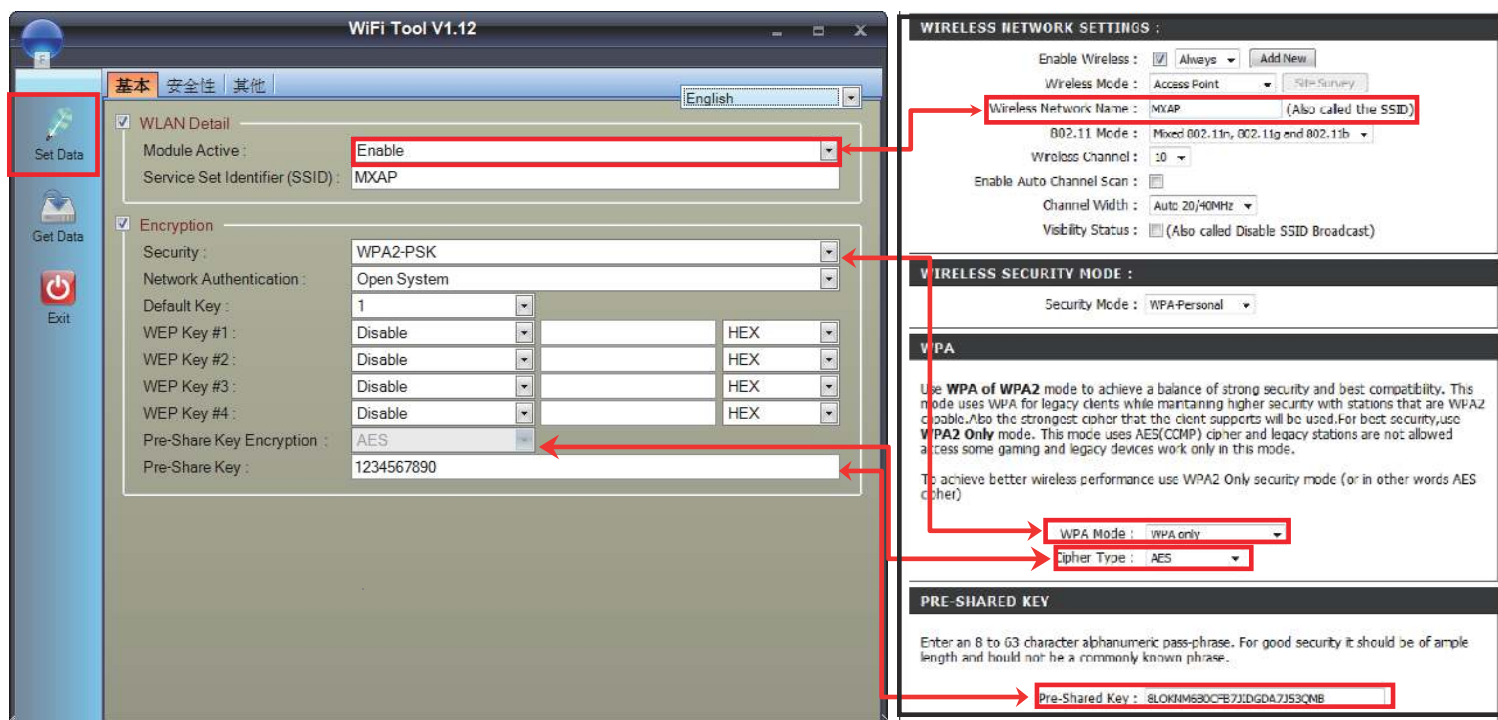 WiFi Tool V1.12
基本 安全性 其他
English
Set Data
Get Data
Exit
WLAN Detail
Module Active : Enable
Service Set Identifier (SSID) : MXAP
Encryption
Security : WPA2-PSK
Network Authentication : Open System
Default Key : 1
WEP Key #1 : Disable HEX
WEP Key #2 : Disable HEX
WEP Key #3 : Disable HEX
WEP Key #4 : Disable HEX
Pre-Share Key Encryption : AES
Pre-Share Key : 1234567890
WIRELESS NETWORK SETTINGS :
Enable Wireless : Always Add New
Wireless Mode : Access Point Site Survey
Wireless Network Name : MXAP (Also called the SSID)
802.11 Mode : Mixed 802.11n, 802.11g and 802.11b
Wireless Channel : 10
Enable Auto Channel Scan :
Channel Width : Auto 20/40MHz
Visibility Status : (Also called Disable SSID Broadcast)
WIRELESS SECURITY MODE :
Security Mode : WPA-Personal
WPA
Use WPA of WPA2 mode to achieve a balance of strong security and best compatibility. This
mode uses WPA for legacy clients while mantaning higher security with stations that are WPA2
capable.Also the strongest cipher that the client supports will be used.For best security,use
WPA2 Only mode. This mode uses AES(CCMP) cipher and legacy stations are not allowed
access some gaming and legacy devices work only in this mode.
To achieve better wireless performance use WPA2 Only security mode (or in other words AES
cipher)
WPA Mode : WPA only
Cipher Type : AES
PRE-SHARED KEY
Enter an 8 to 63 character alphanumeric pass-phrase. For good security it should be of ample
length and hould not be a commonly known phrase.
Pre-Shared Key :